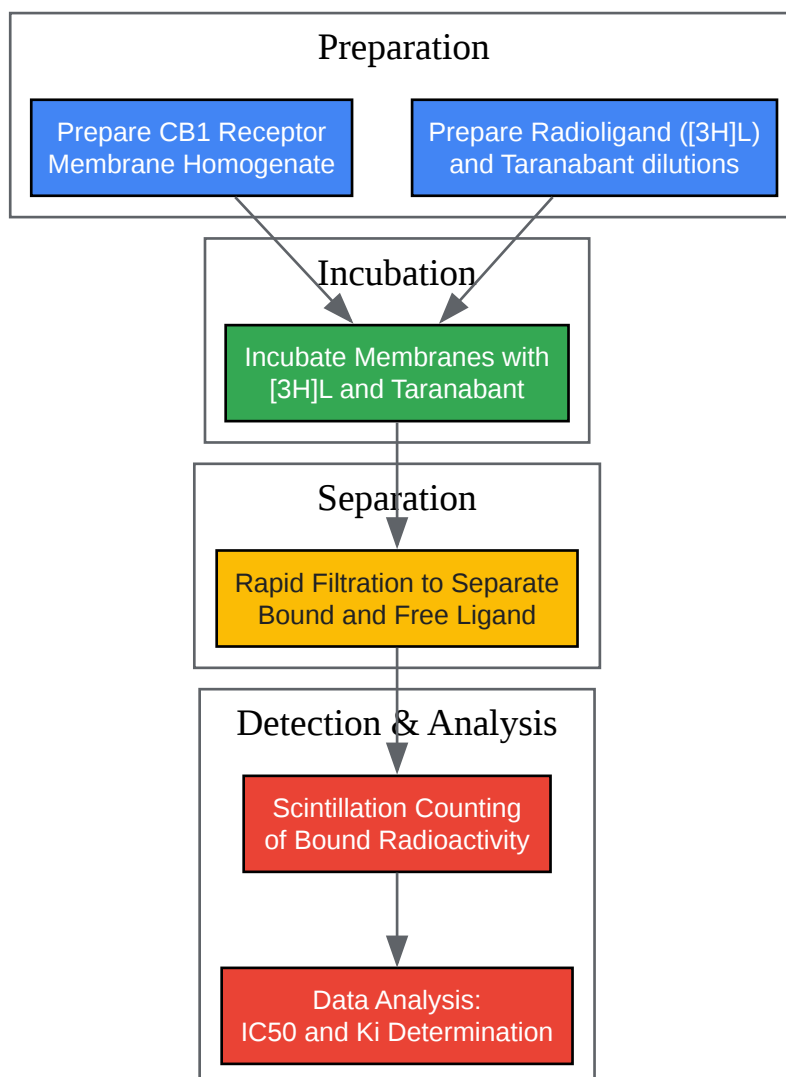 Preparation
Prepare CB1 Receptor
Membrane Homogenate
Prepare Radioligand ([3H]L)
and Taranabant dilutions
Incubation
Incubate Membranes with
[3H]L and Taranabant
Separation
Rapid Filtration to Separate
Bound and Free Ligand
Detection & Analysis
Scintillation Counting
of Bound Radioactivity
Data Analysis:
IC50 and Ki Determination